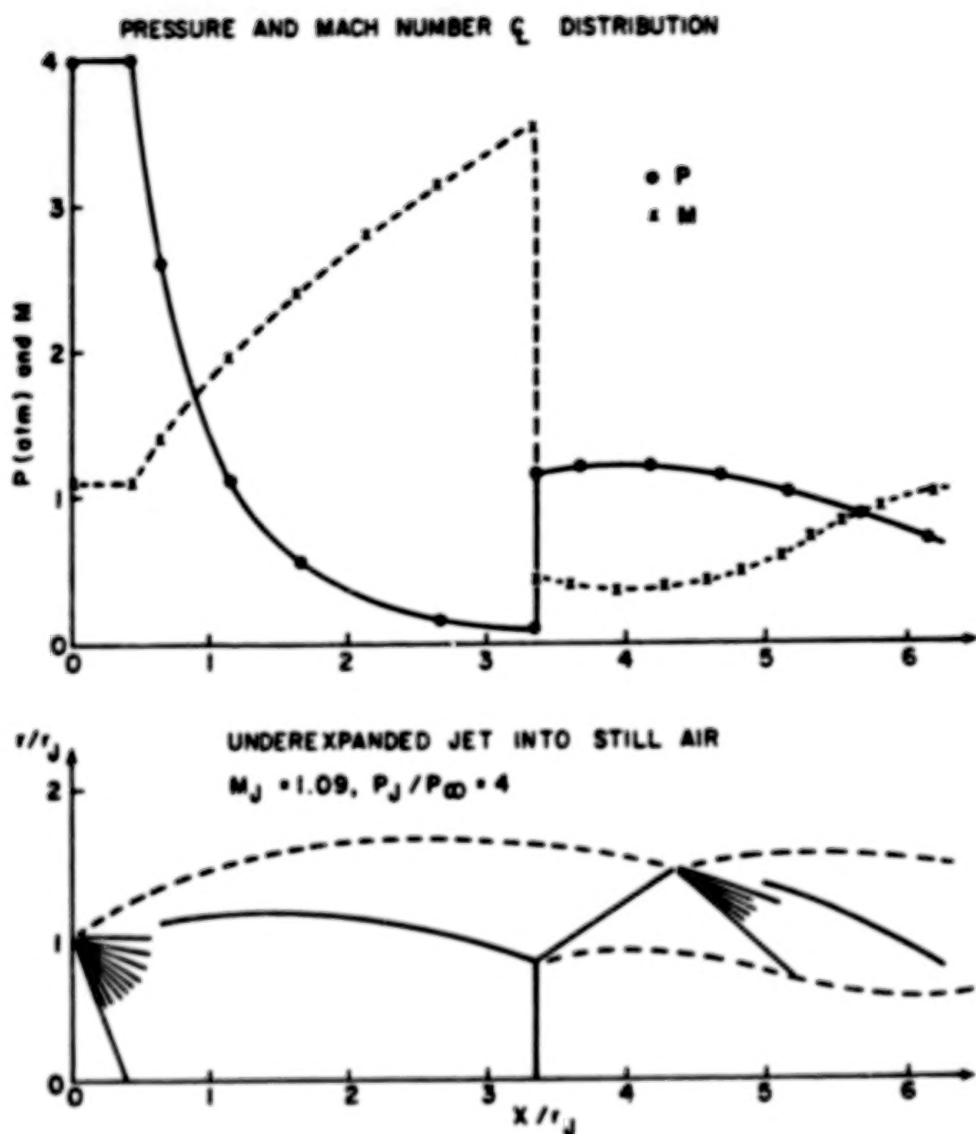 PRESSURE AND MACH NUMBER ℄ DISTRIBUTION
4
3
2
1
0
P(atm) and M
P
M
0 1 2 3 4 5 6
r/rJ
UNDEREXPANDED JET INTO STILL AIR
MJ = 1.09, PJ/P∞ = 4
2
1
0
0 1 2 3 4 5 6
X/rJ